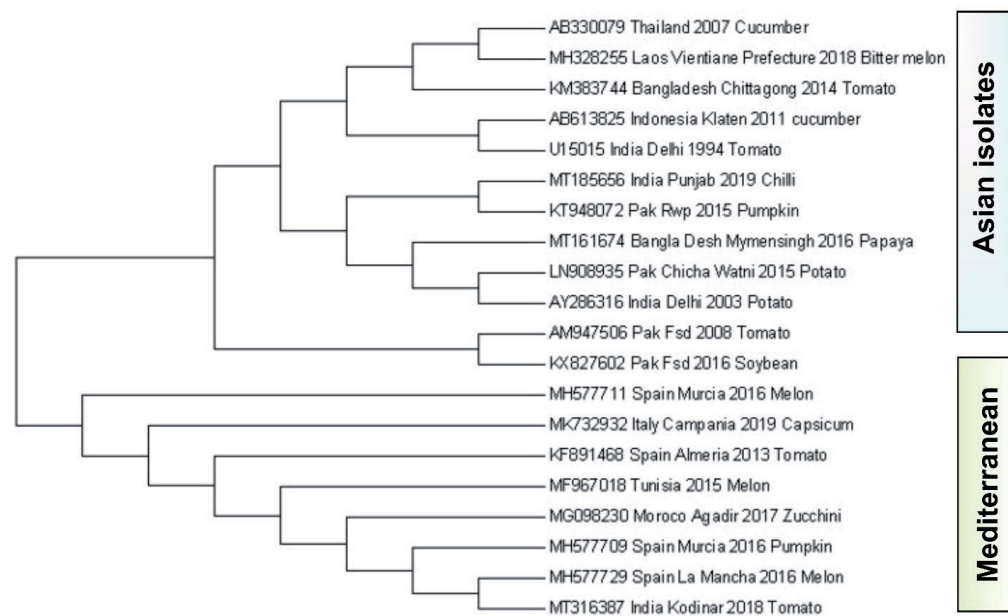 AB330079 Thailand 2007 Cucumber
MH328255 Laos Vientiane Prefecture 2018 Bitter melon
KM383744 Bangladesh Chittagong 2014 Tomato
AB613825 Indonesia Klaten 2011 cucumber
U15015 India Delhi 1994 Tomato
MT185656 India Punjab 2019 Chilli
KT948072 Pak Rwp 2015 Pumpkin
MT161674 Bangla Desh Mymensingh 2016 Papaya
LN908935 Pak Chicha Watni 2015 Potato
AY286316 India Delhi 2003 Potato
AM947506 Pak Fsd 2008 Tomato
KX827602 Pak Fsd 2016 Soybean
Asian isolates
MH577711 Spain Murcia 2016 Melon
MK732932 Italy Campania 2019 Capsicum
KF891468 Spain Almeria 2013 Tomato
MF967018 Tunisia 2015 Melon
MG098230 Moroco Agadir 2017 Zucchini
MH577709 Spain Murcia 2016 Pumpkin
MH577729 Spain La Mancha 2016 Melon
MT316387 India Kodinar 2018 Tomato
Mediterranean